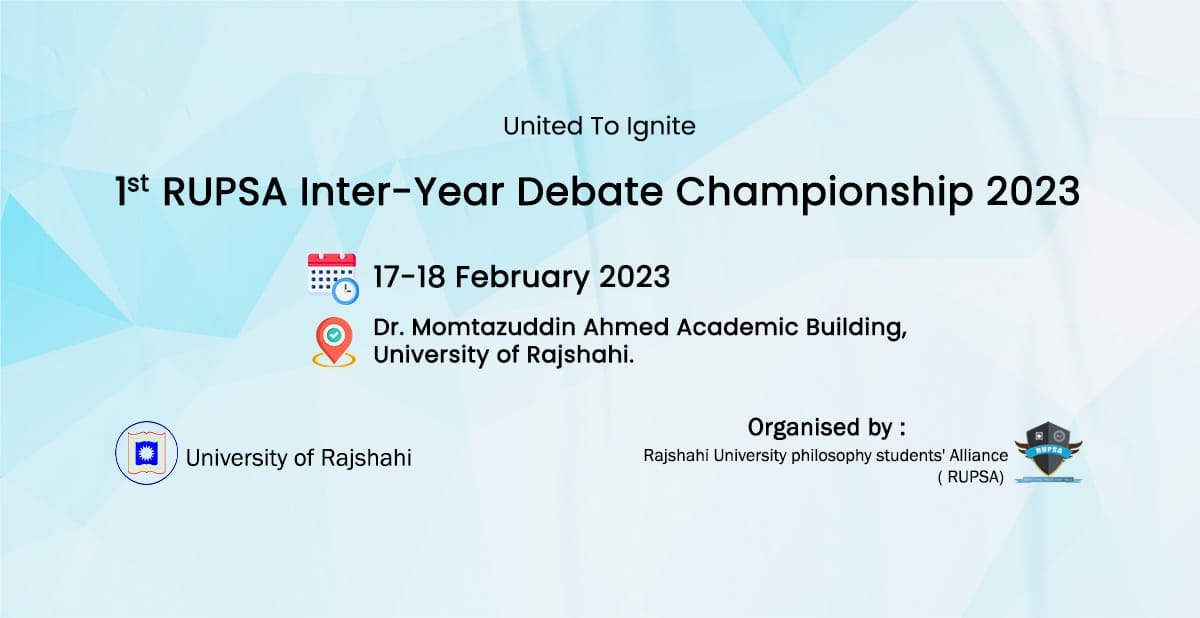 United To Ignite
1st RUPSA Inter-Year Debate Championship 2023
17-18 February 2023
Dr. Momtazuddin Ahmed Academic Building,
University of Rajshahi.
University of Rajshahi
Organised by :
Rajshahi University philosophy students' Alliance
( RUPSA)
RUPSA